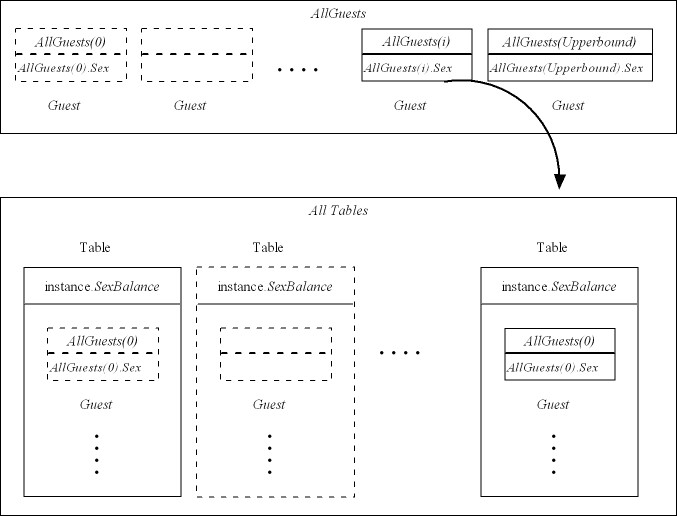 AllGuests
AllGuests(0) AllGuests(i) AllGuests(Upperbound)
AllGuests(0).Sex AllGuests(i).Sex AllGuests(Upperbound).Sex
Guest Guest Guest Guest
All Tables
Table Table Table
instance.SexBalance instance.SexBalance instance.SexBalance
AllGuests(0) AllGuests(0)
AllGuests(0).Sex AllGuests(0).Sex
Guest Guest Guest